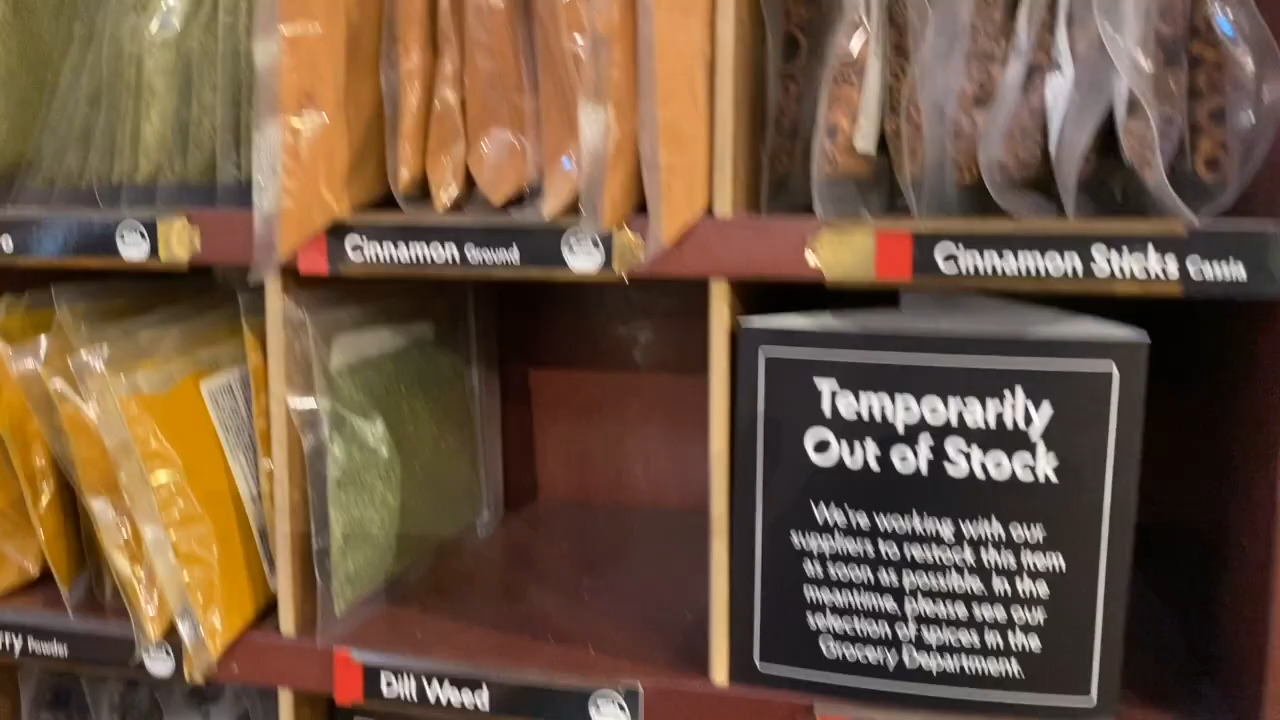 Cinnamon Ground
Cinnamon Sticks Cassia
Temporarily
Out of Stock
We're working with our
suppliers to restock this item
as soon as possible. In the
meantime, please see our
selection of spices in the
Grocery Department.
Powder
Dill Weed